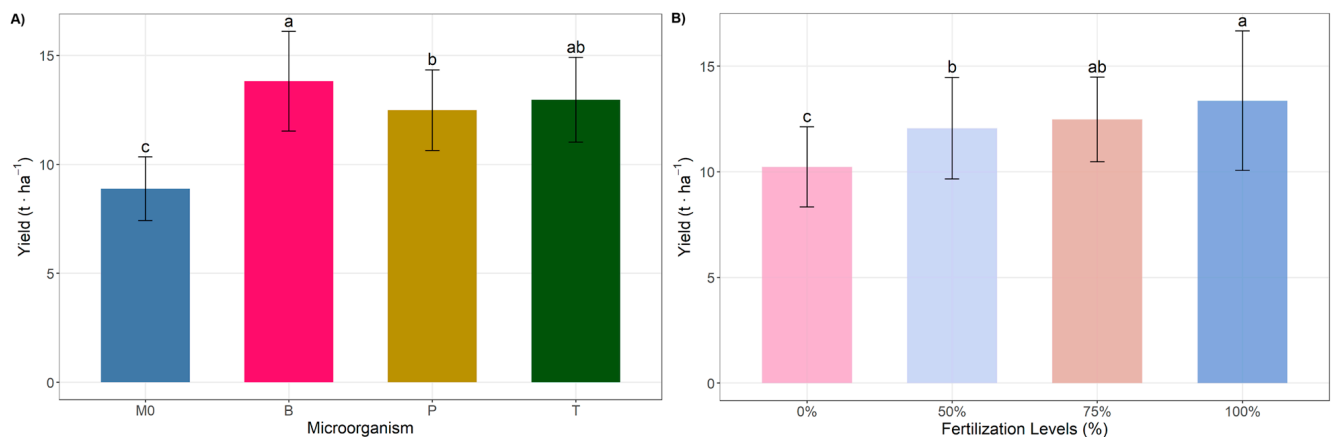 A)
Yield (t · ha⁻¹)
15
10
5
0
c
a
b
ab
M0 B P T
Microorganism
B)
Yield (t · ha⁻¹)
15
10
5
0
c
b
ab
a
0% 50% 75% 100%
Fertilization Levels (%)